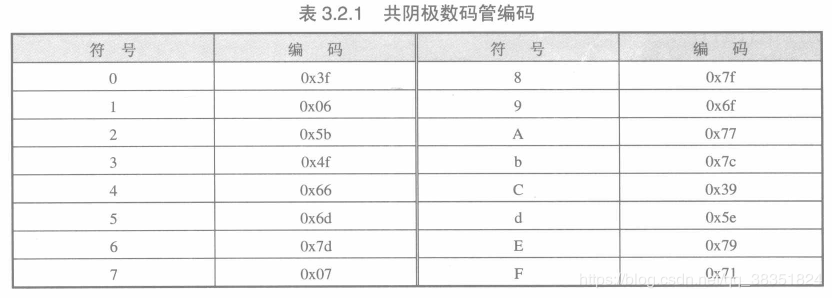 表 3.2.1 共阴极数码管编码
符 号 编 码 符 号 编 码
0 0x3f 8 0x7f
1 0x06 9 0x6f
2 0x5b A 0x77
3 0x4f b 0x7c
4 0x66 C 0x39
5 0x6d d 0x5e
6 0x7d E 0x79
7 0x07 F 0x71
https://blog.csdn.net/qq_38351824